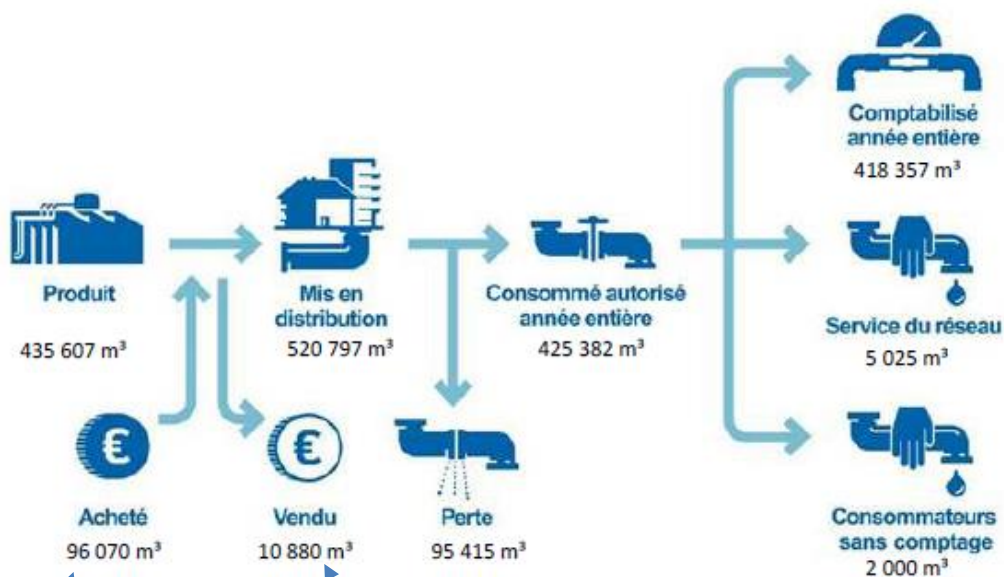 Comptabilisé
année entière
418 357 m³
Produit
435 607 m³
Mis en
distribution
520 797 m³
Consommé autorisé
année entière
425 382 m³
Service du réseau
5 025 m³
€
Acheté
96 070 m³
€
Vendu
10 880 m³
Perte
95 415 m³
Consommateurs
sans comptage
2 000 m³